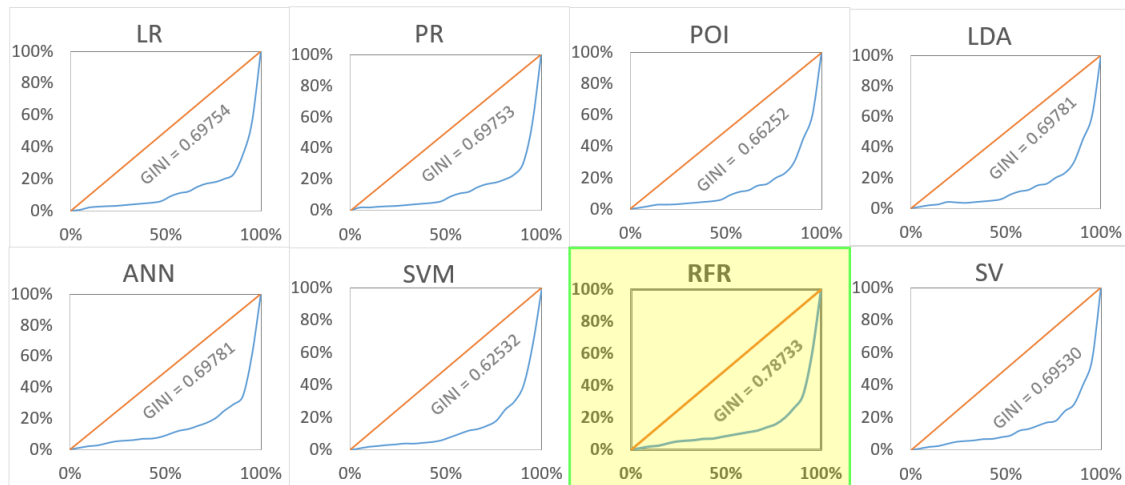 LR
100%
80%
60%
40%
20%
0%
GINI = 0.69754
0% 50% 100%
PR
100%
80%
60%
40%
20%
0%
GINI = 0.69753
0% 50% 100%
POI
100%
80%
60%
40%
20%
0%
GINI = 0.66252
0% 50% 100%
LDA
100%
80%
60%
40%
20%
0%
GINI = 0.69781
0% 50% 100%
ANN
100%
80%
60%
40%
20%
0%
GINI = 0.69781
0% 50% 100%
SVM
100%
80%
60%
40%
20%
0%
GINI = 0.62532
0% 50% 100%
RFR
100%
80%
60%
40%
20%
0%
GINI = 0.78733
0% 50% 100%
SV
100%
80%
60%
40%
20%
0%
GINI = 0.69530
0% 50% 100%